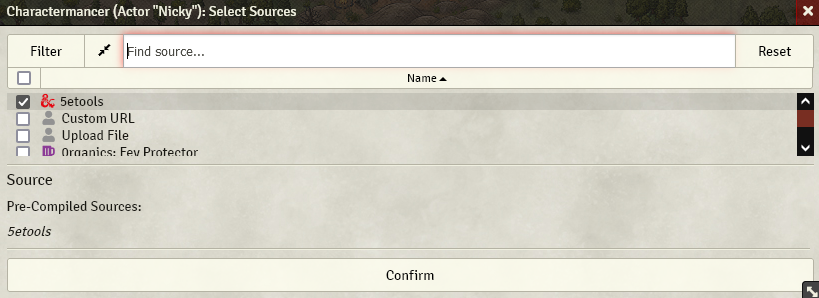 Charactermancer (Actor "Nicky"): Select Sources
Filter
Find source...
Reset
Name
5etools
Custom URL
Upload File
0rganics: Fey Protector
Source
Pre-Compiled Sources:
5etools
Confirm